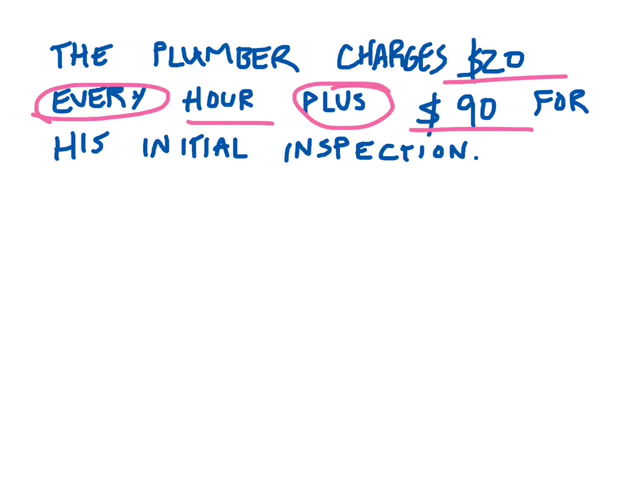 THE PLUMBER CHARGES $20
EVERY HOUR PLUS $90 FOR
HIS INITIAL INSPECTION.